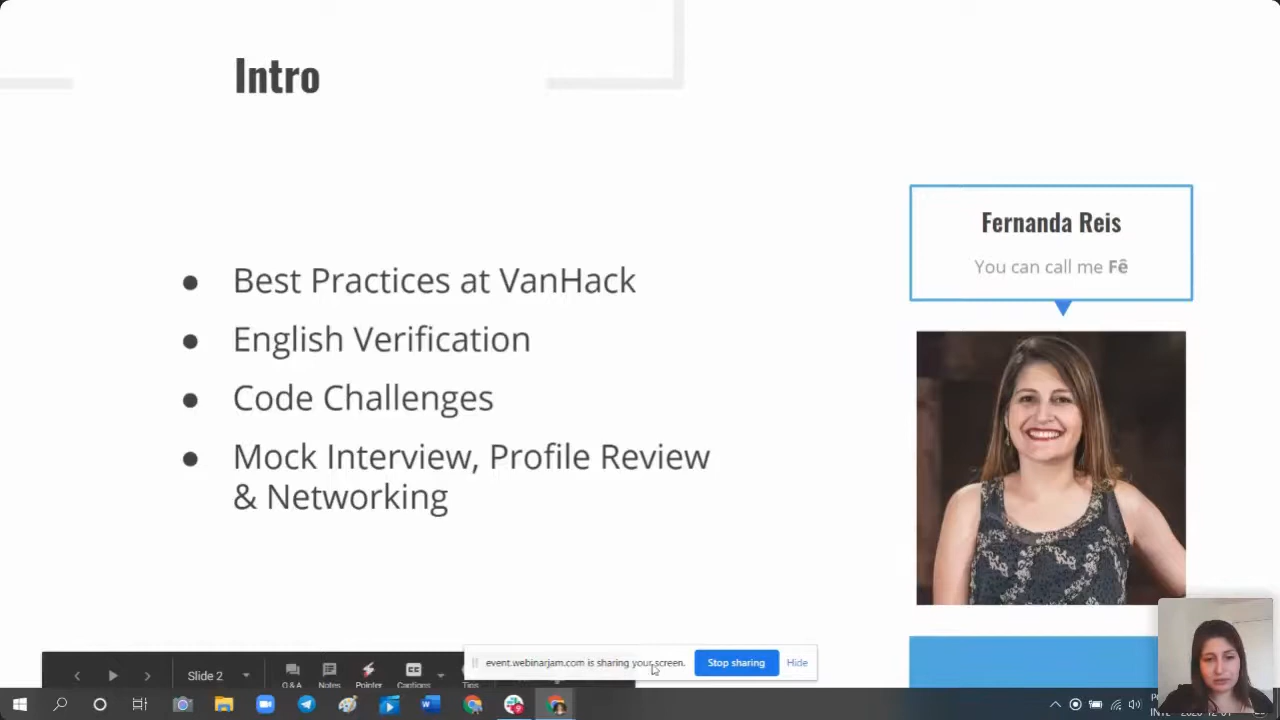 Intro
Fernanda Reis
You can call me Fê
● Best Practices at VanHack
● English Verification
● Code Challenges
● Mock Interview, Profile Review
& Networking
event.webinarjam.com is sharing your screen.
Stop sharing
Hide
Slide 2
Q & A
Notes
Pointer
Captions
Tips